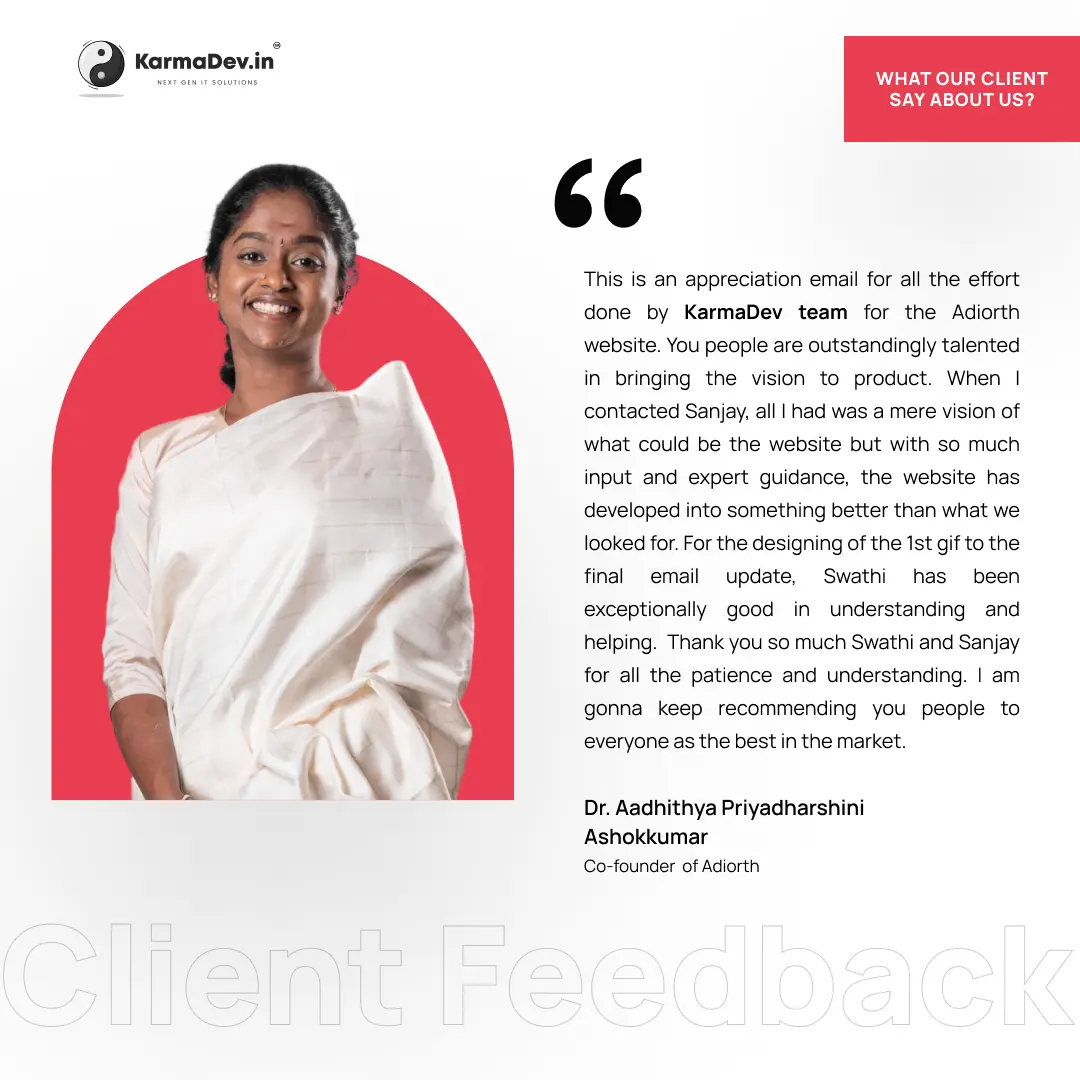 KarmaDev.in
NEXT GEN IT SOLUTIONS
WHAT OUR CLIENT
SAY ABOUT US?
“
This is an appreciation email for all the effort
done by KarmaDev team for the Adiorth
website. You people are outstandingly talented
in bringing the vision to product. When I
contacted Sanjay, all I had was a mere vision of
what could be the website but with so much
input and expert guidance, the website has
developed into something better than what we
looked for. For the designing of the 1st gif to the
final email update, Swathi has been
exceptionally good in understanding and
helping. Thank you so much Swathi and Sanjay
for all the patience and understanding. I am
gonna keep recommending you people to
everyone as the best in the market.
Dr. Aadhithya Priyadharshini
Ashokkumar
Co-founder of Adiorth
Client Feedback